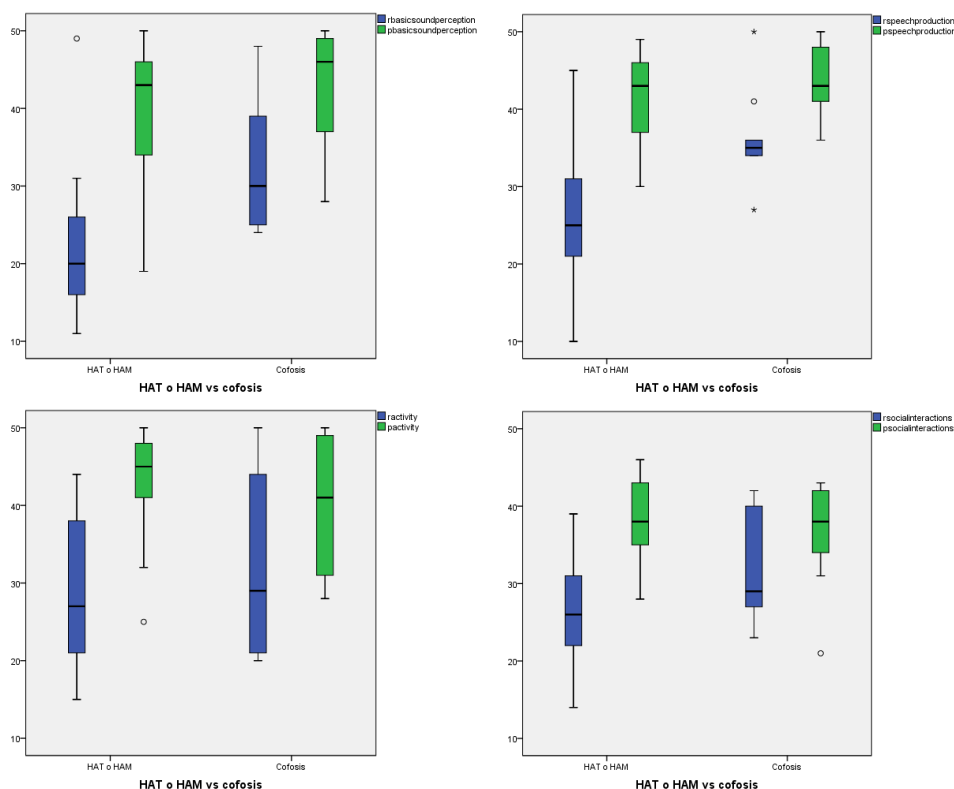 rbasicsoundperception
pbasicsoundperception
50
40
30
20
10
HAT o HAM
Cofosis
HAT o HAM vs cofosis
rspeechproduction
pspeechproduction
50
40
30
20
10
HAT o HAM
Cofosis
HAT o HAM vs cofosis
ractivity
pactivity
50
40
30
20
10
HAT o HAM
Cofosis
HAT o HAM vs cofosis
rsocialinteractions
psocialinteractions
50
40
30
20
10
HAT o HAM
Cofosis
HAT o HAM vs cofosis